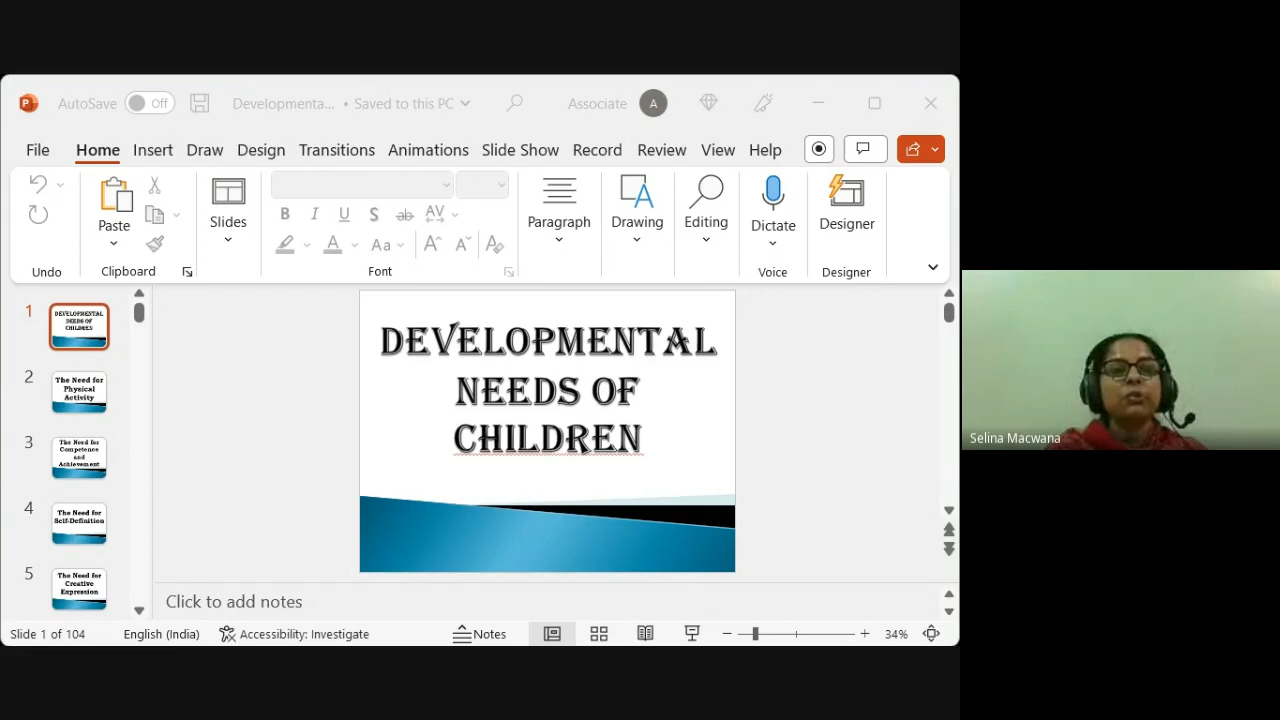 AutoSave Off Developmenta... • Saved to this PC Associate A
File Home Insert Draw Design Transitions Animations Slide Show Record Review View Help
Paste Slides B I U S ab AV Aa A A A Paragraph Drawing Editing Dictate Designer
Undo Clipboard Font Voice Designer
1
DEVELOPMENTAL
NEEDS OF
CHILDREN
2
The Need for
Physical
Activity
3
The Need for
Competence
and
Achievement
4
The Need for
Self-Definition
5
The Need for
Creative
Expression
DEVELOPMENTAL
NEEDS OF
CHILDREN
Click to add notes
Slide 1 of 104 English (India) Accessibility: Investigate Notes 34%
Selina Macwana